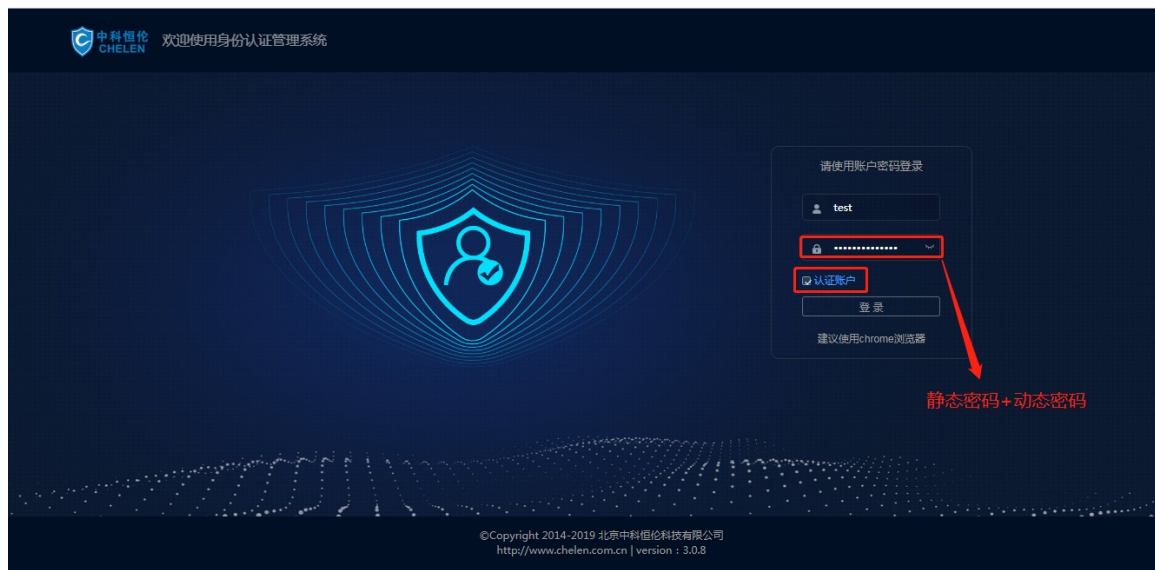 中科恒伦
CHELEN
欢迎使用身份认证管理系统
请使用账户密码登录
test
•••••••••••••
认证账户
登 录
建议使用chrome浏览器
静态密码+动态密码
©Copyright 2014-2019 北京中科恒伦科技有限公司
http://www.chelen.com.cn | version : 3.0.8